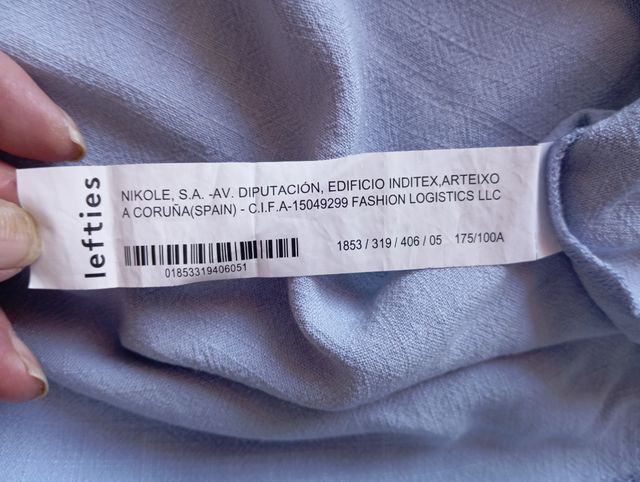 lefties
NIKOLE, S.A. -AV. DIPUTACIÓN, EDIFICIO INDITEX,ARTEIXO
A CORUÑA(SPAIN) - C.I.F.A-15049299 FASHION LOGISTICS LLC
01853319406051
1853 / 319 / 406 / 05 175/100A